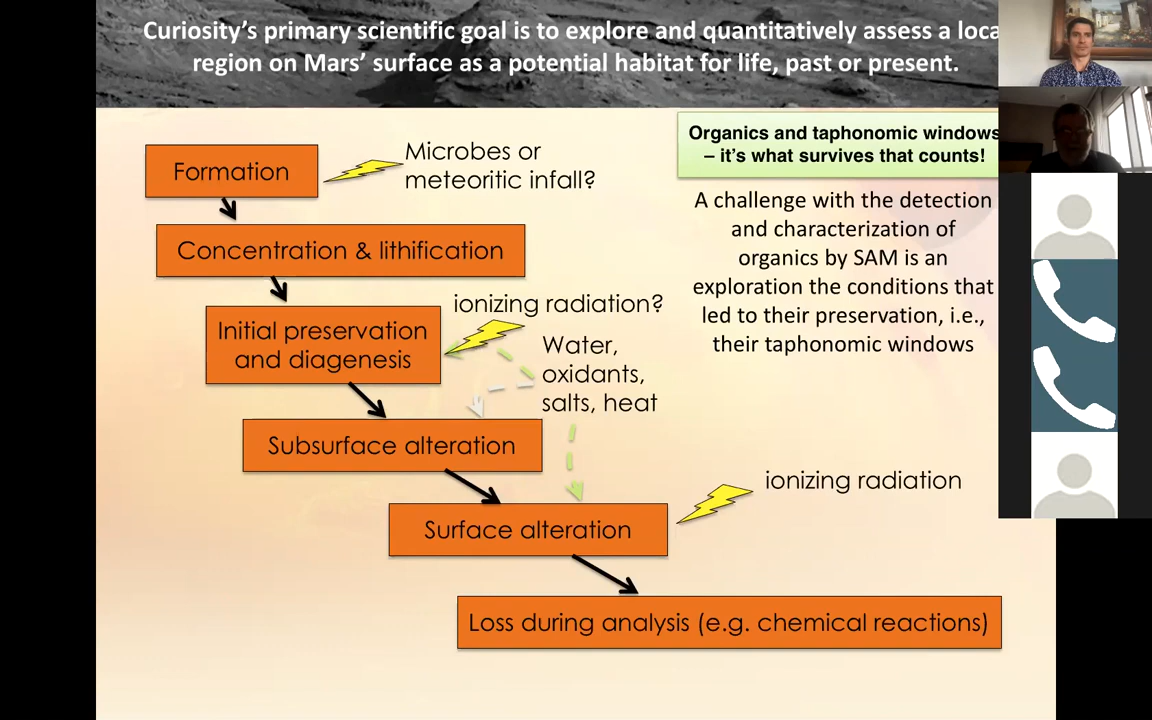 Curiosity's primary scientific goal is to explore and quantitatively assess a loca
region on Mars' surface as a potential habitat for life, past or present.
Organics and taphonomic windows
– it's what survives that counts!
Formation
Microbes or
meteoritic infall?
A challenge with the detection
and characterization of
organics by SAM is an
exploration the conditions that
led to their preservation, i.e.,
their taphonomic windows
Concentration & lithification
ionizing radiation?
Initial preservation
and diagenesis
Water,
oxidants,
salts, heat
Subsurface alteration
ionizing radiation
Surface alteration
Loss during analysis (e.g. chemical reactions)